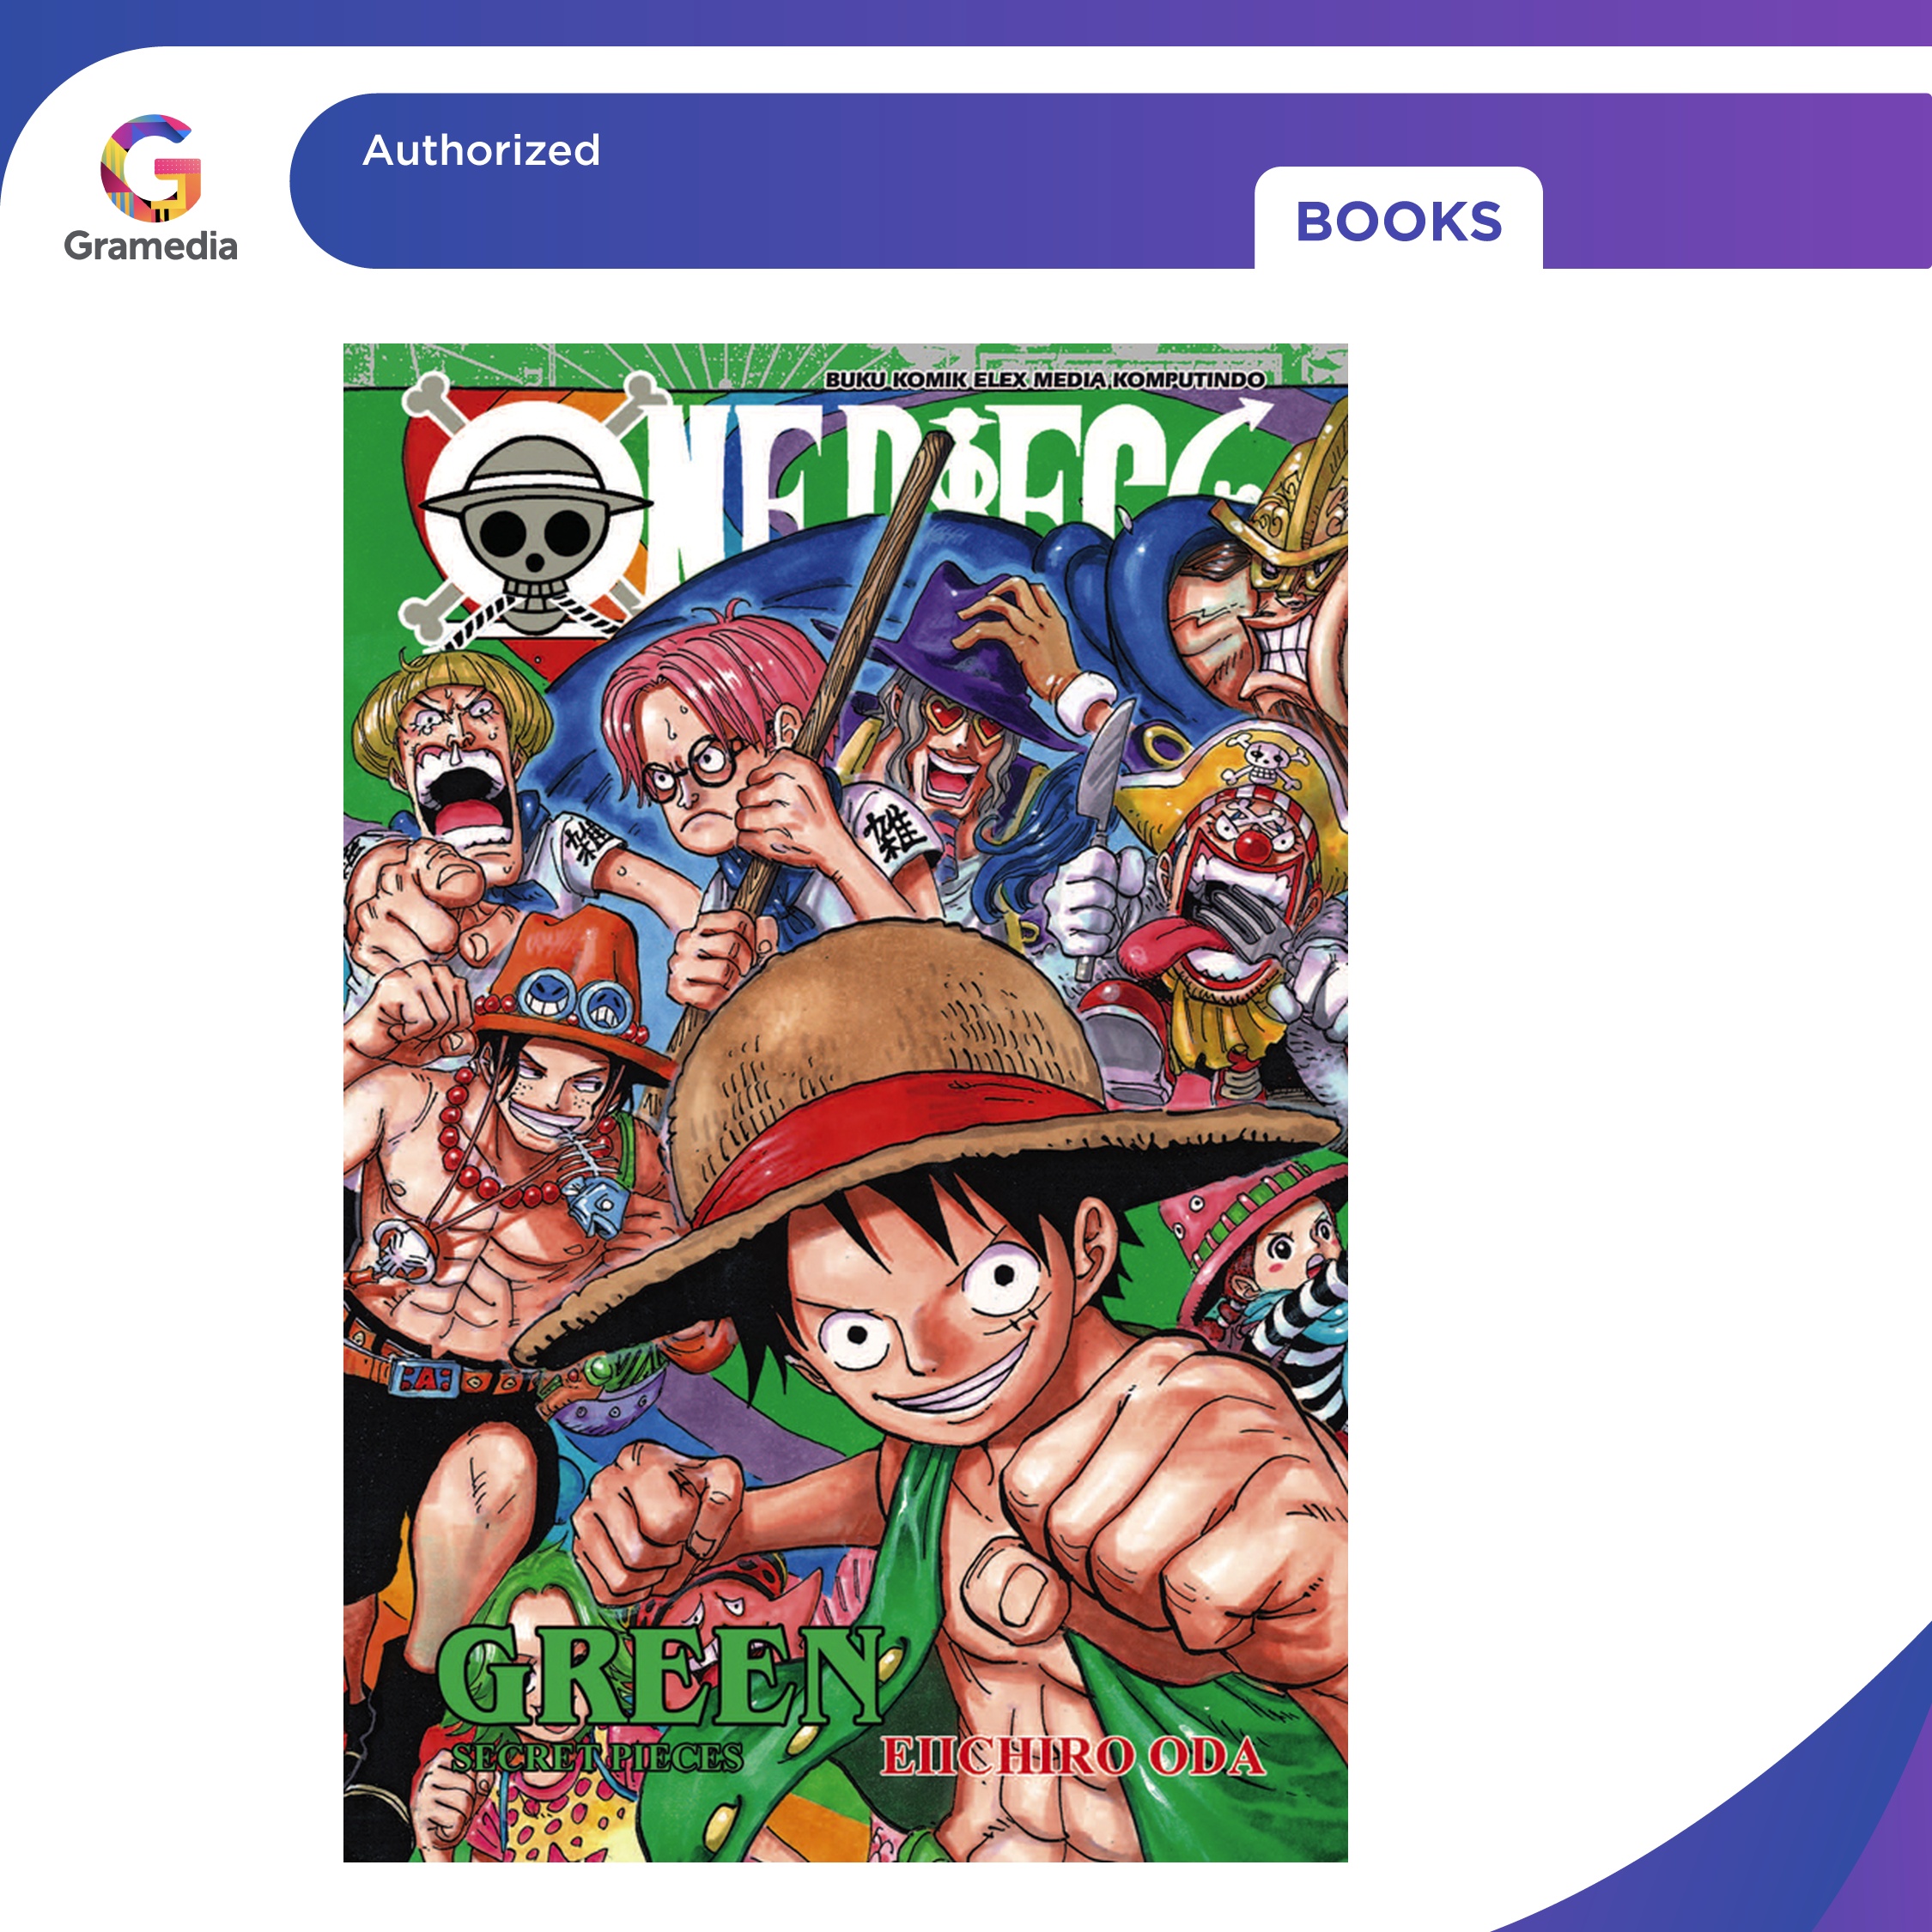 Authorized
Gramedia
BOOKS
BUKU KOMIK ELEX MEDIA KOMPUTINDO
ONE PIECE
雑
雑
A
GREEN
SECRET PIECES
EIICHIRO ODA